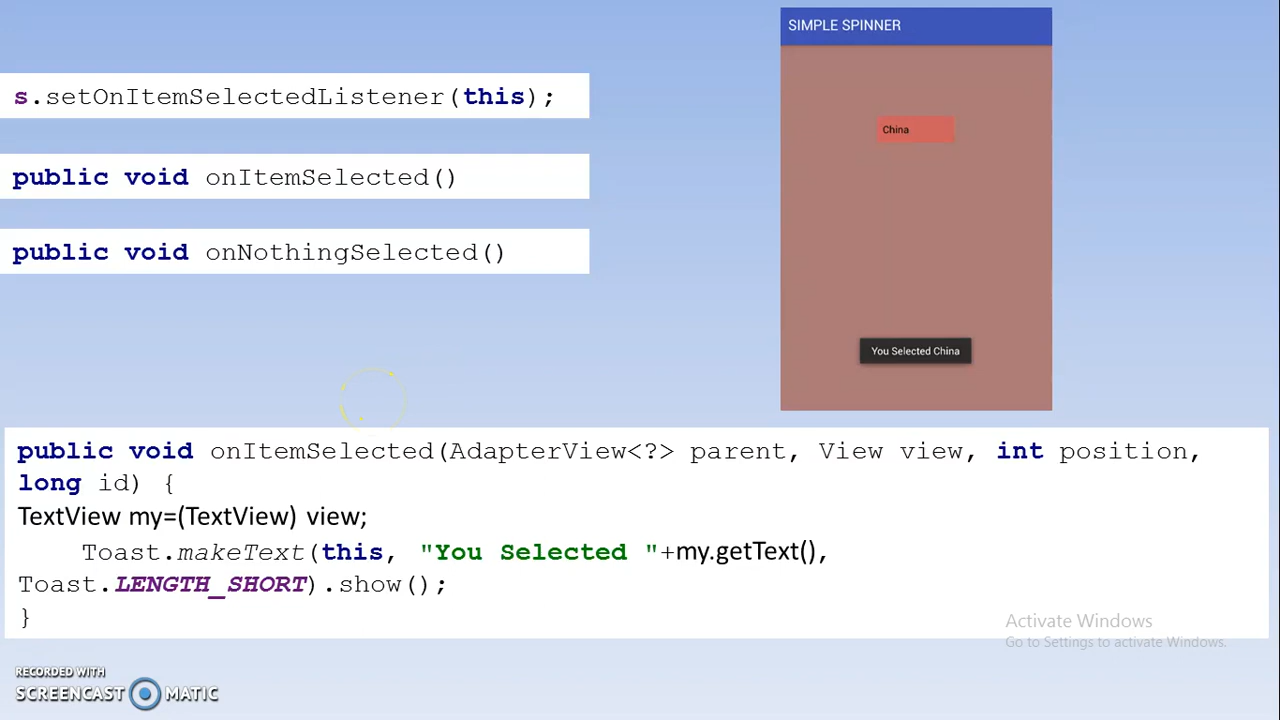 SIMPLE SPINNER
s.setOnItemSelectedListener(this);
China
public void onItemSelected()
public void onNothingSelected()
You Selected China
public void onItemSelected(AdapterView<?> parent, View view, int position,
long id) {
TextView my=(TextView) view;
Toast.makeText(this, "You Selected "+my.getText(),
Toast.LENGTH_SHORT).show();
}
Activate Windows
Go to Settings to activate Windows.
RECORDED WITH
SCREENCAST MATIC